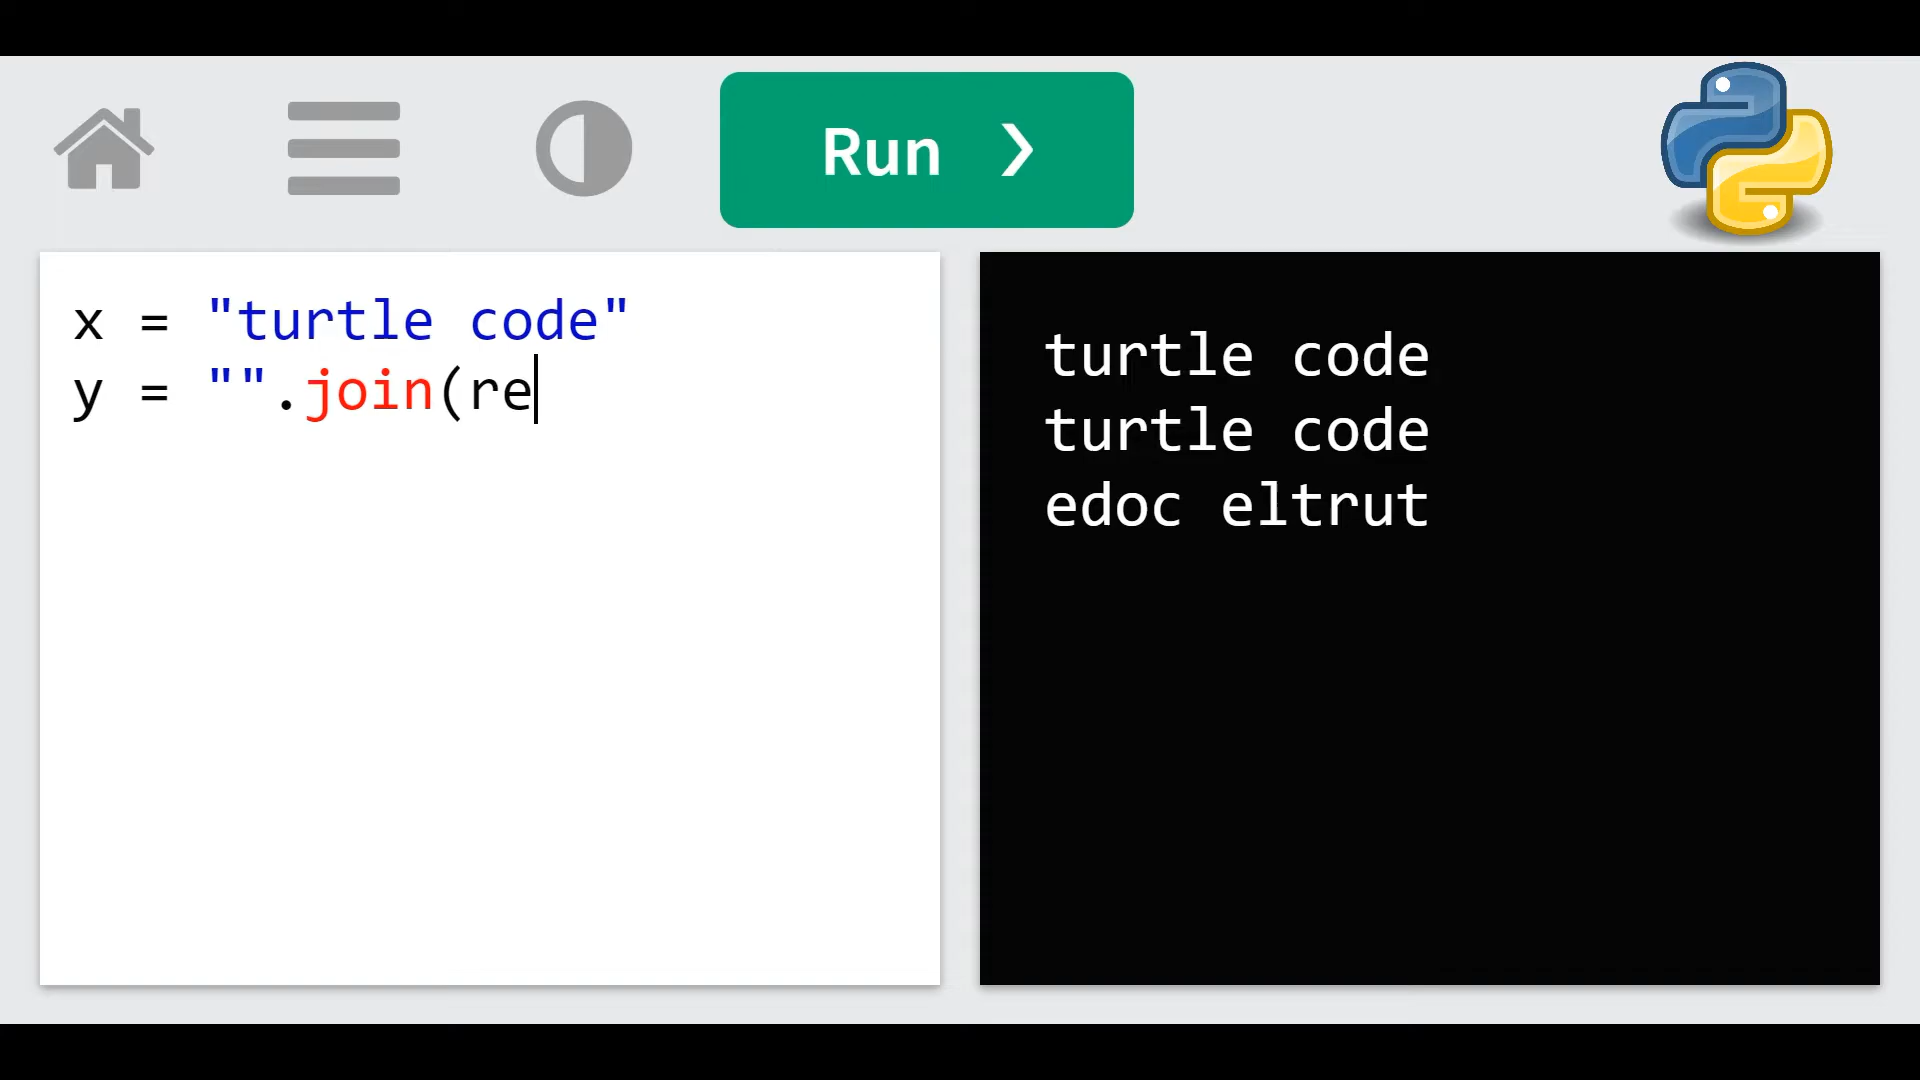 Run
x = "turtle code"
y = "".join(re
turtle code
turtle code
edoc eltrut